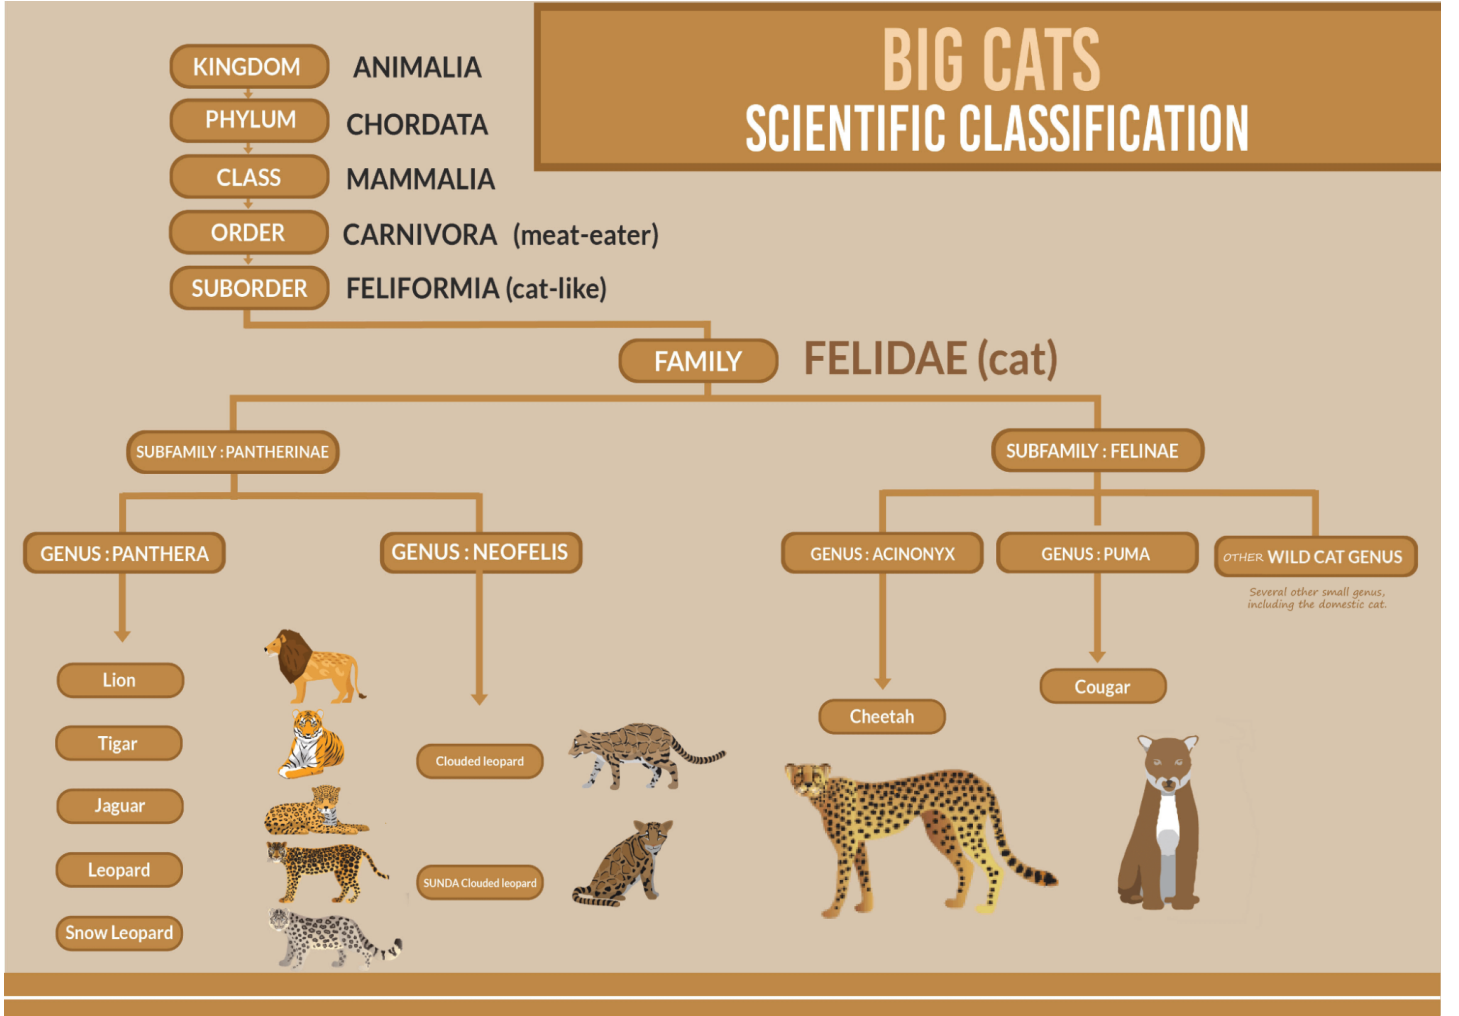 BIG CATS
SCIENTIFIC CLASSIFICATION
KINGDOM ANIMALIA
PHYLUM CHORDATA
CLASS MAMMALIA
ORDER CARNIVORA (meat-eater)
SUBORDER FELIFORMIA (cat-like)
FAMILY FELIDAE (cat)
SUBFAMILY : PANTHERINAE
SUBFAMILY : FELINAE
GENUS : PANTHERA
GENUS : NEOFELIS
GENUS : ACINONYX
GENUS : PUMA
OTHER WILD CAT GENUS
Several other small genus,
including the domestic cat.
Lion
Tigar
Jaguar
Leopard
Snow Leopard
Clouded leopard
SUNDA Clouded leopard
Cheetah
Cougar